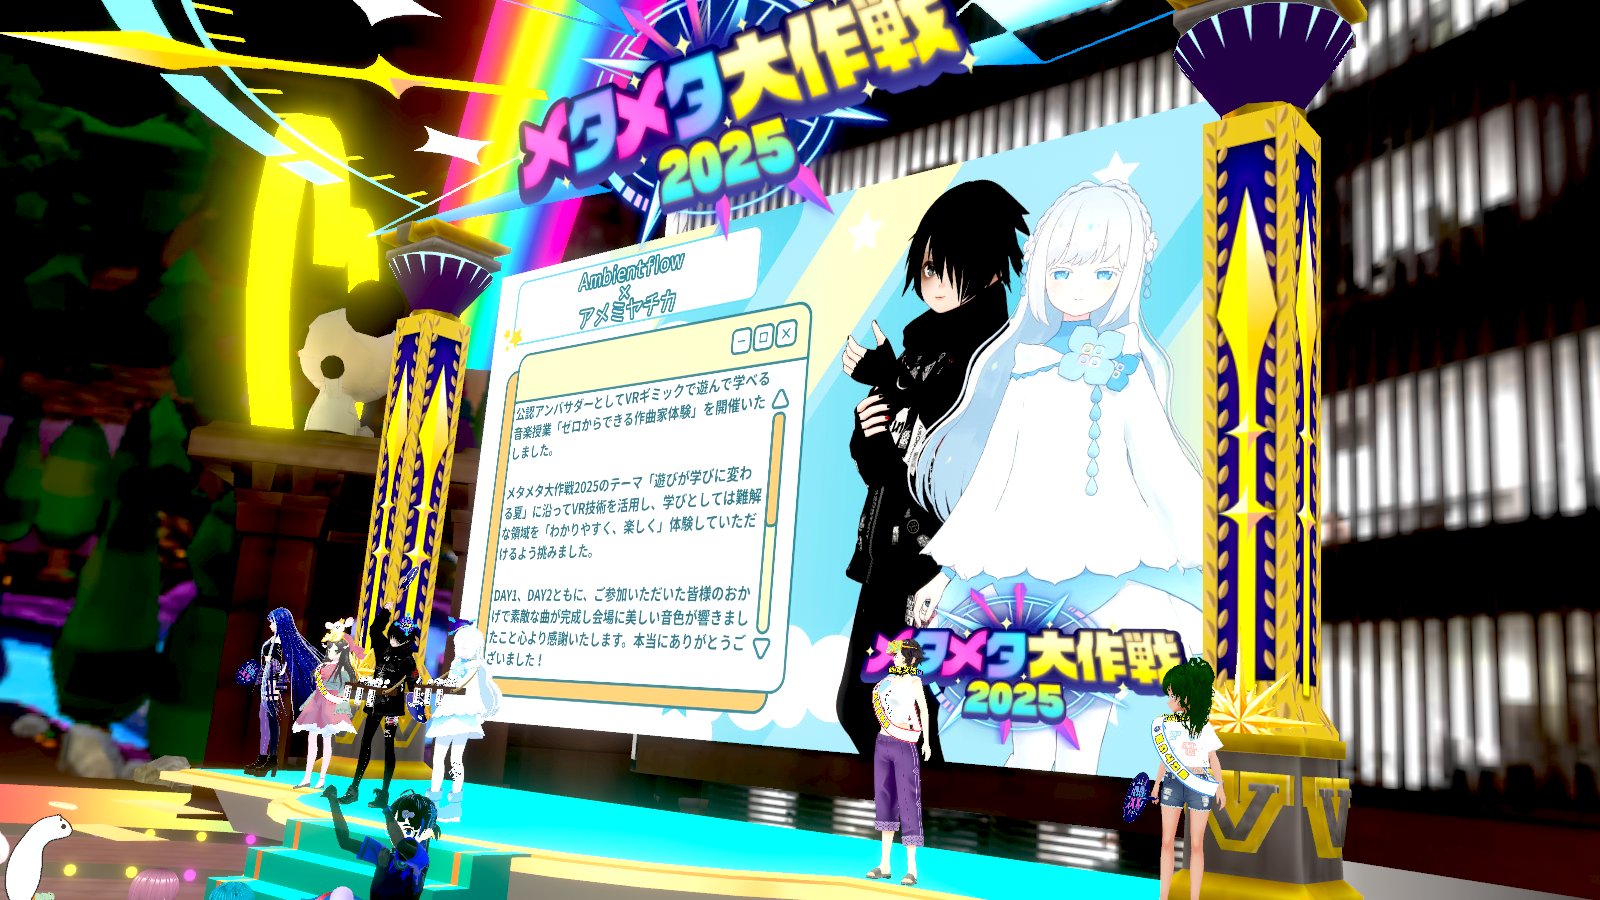 メタメタ大作戦
2025
Ambientflow
×
アメミヤチカ
公認アンバサダーとしてVRギミックで遊んで学べる
音楽授業「ゼロからできる作曲家体験」を開催いた
しました。
メタメタ大作戦2025のテーマ「遊びが学びに変わ
る夏」に沿ってVR技術を活用し、学びとしては難解
な領域を「わかりやすく、楽しく」体験していただ
けるよう挑みました。
DAY1、DAY2ともに、ご参加いただいた皆様のおか
げで素敵な曲が完成し会場に美しい音色が響きまし
たこと心より感謝いたします。本当にありがとうご
ざいました！
メタメタ大作戦
2025